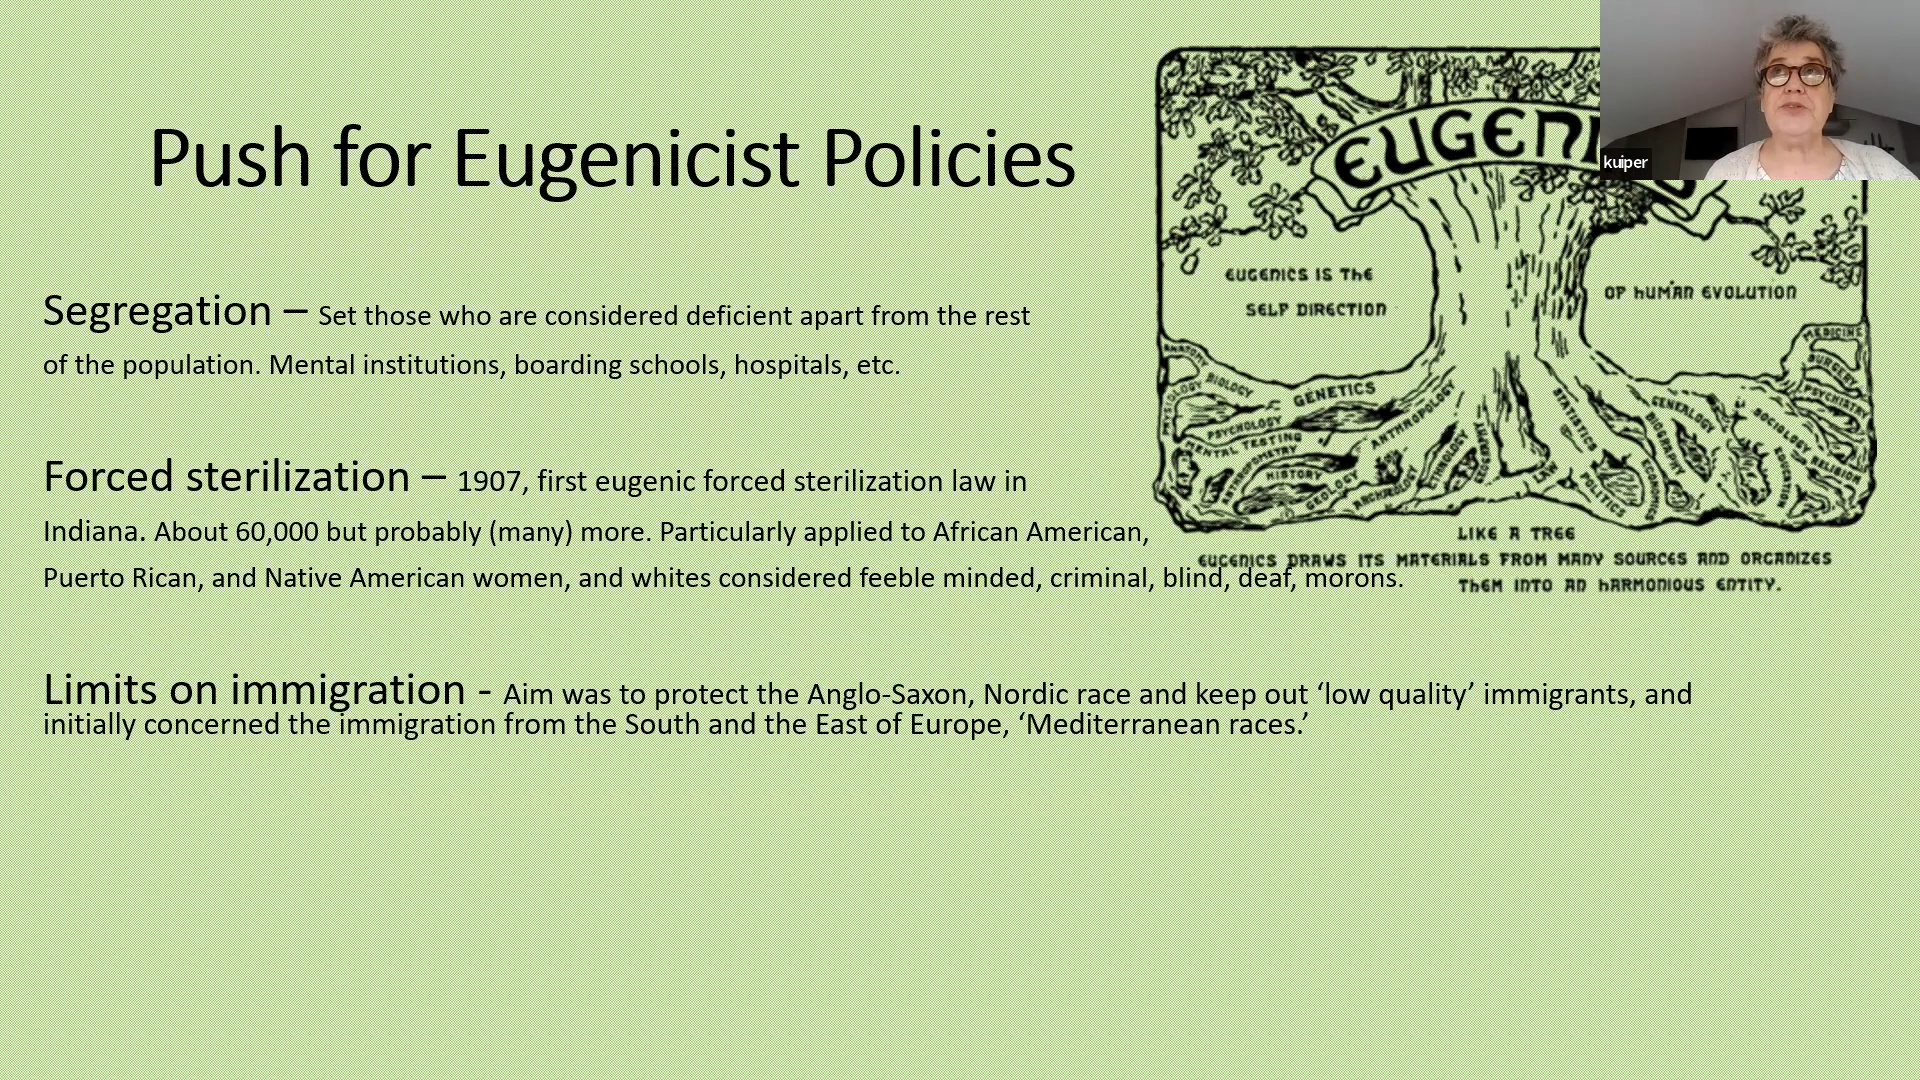 Push for Eugenicist Policies
Segregation – Set those who are considered deficient apart from the rest
of the population. Mental institutions, boarding schools, hospitals, etc.
Forced sterilization – 1907, first eugenic forced sterilization law in
Indiana. About 60,000 but probably (many) more. Particularly applied to African American,
Puerto Rican, and Native American women, and whites considered feeble minded, criminal, blind, deaf, morons.
Limits on immigration - Aim was to protect the Anglo-Saxon, Nordic race and keep out ‘low quality’ immigrants, and
initially concerned the immigration from the South and the East of Europe, ‘Mediterranean races.’
kuiper
EUGENICS IS THE
SELF DIRECTION
OF HUMAN EVOLUTION
ANATOMY
PHYSIOLOGY
BIOLOGY
GENETICS
PSYCHOLOGY
MENTAL TESTING
ANTHROPOMETRY
HISTORY
GEOLOGY
ANTHROPOLOGY
ARCHÆOLOGY
ETHNOLOGY
GEOGRAPHY
LAW
STATISTICS
POLITICS
ECONOMICS
BIOGRAPHY
GENEALOGY
EDUCATION
SOCIOLOGY
RELIGION
PSYCHIATRY
SURGERY
MEDICINE
LIKE A TREE
EUGENICS DRAWS ITS MATERIALS FROM MANY SOURCES AND ORGANIZES
THEM INTO AN HARMONIOUS ENTITY.